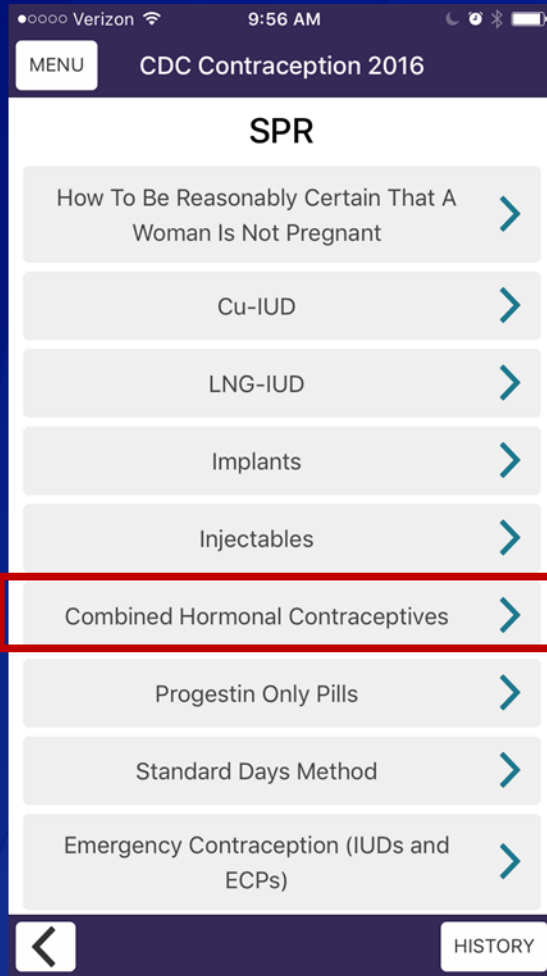 ●○○○○ Verizon 9:56 AM
MENU CDC Contraception 2016
SPR
How To Be Reasonably Certain That A
Woman Is Not Pregnant
Cu-IUD
LNG-IUD
Implants
Injectables
Combined Hormonal Contraceptives
Progestin Only Pills
Standard Days Method
Emergency Contraception (IUDs and
ECPs)
HISTORY